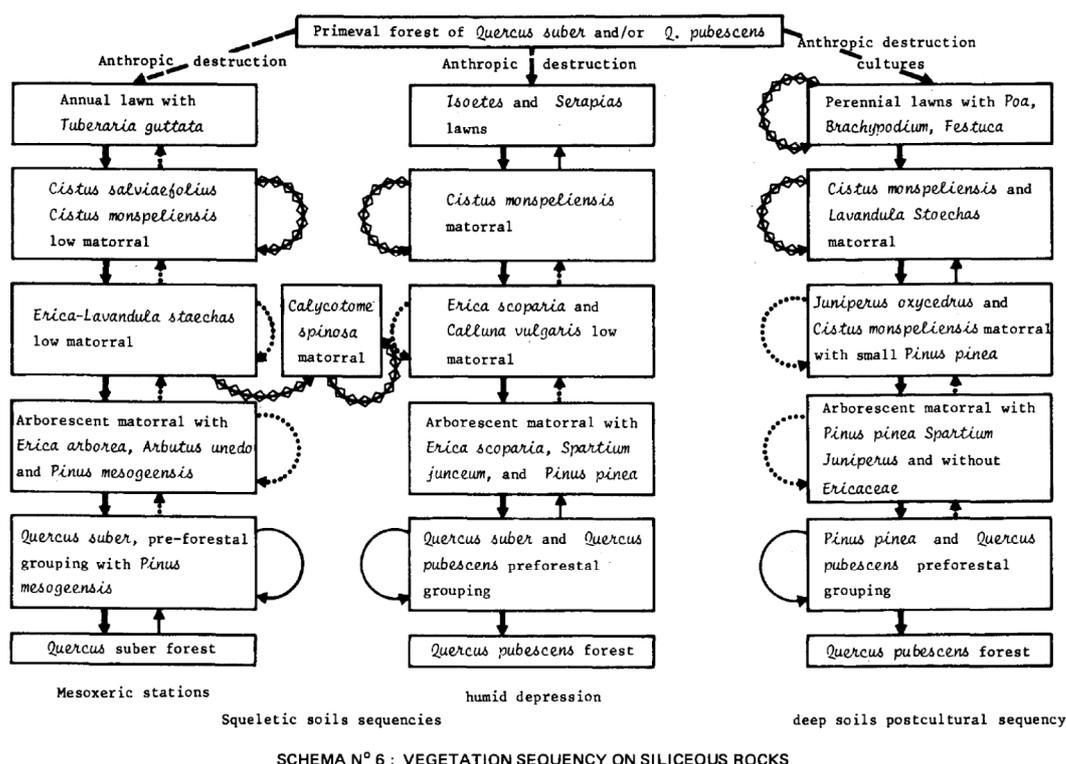 Primeval forest of Quercus suber and/or Q. pubescens
Anthropic destruction
Anthropic destruction
Anthropic destruction
cultures
Annual lawn with
Tuberaria guttata
Cistus salviaefolius
Cistus monspeliensis
low matorral
Erica-Lavandula staechas
low matorral
Calycotome
spinosa
matorral
Arborescent matorral with
Erica arborea, Arbutus unedo
and Pinus mesogeensis
Quercus suber, pre-forestal
grouping with Pinus
mesogeensis
Quercus suber forest
Mesoxeric stations
Isoetes and Serapias
lawns
Cistus monspeliensis
matorral
Erica scoparia and
Calluna vulgaris low
matorral
Arborescent matorral with
Erica scoparia, Spartium
junceum, and Pinus pinea
Quercus suber and Quercus
pubescens preforestal
grouping
Quercus pubescens forest
humid depression
Squeletic soils sequencies
Perennial lawns with Poa,
Brachypodium, Festuca
Cistus monspeliensis and
Lavandula Stoechas
matorral
Juniperus oxycedrus and
Cistus monspeliensis matorral
with small Pinus pinea
Arborescent matorral with
Pinus pinea Spartium
Juniperus and without
Ericaceae
Pinus pinea and Quercus
pubescens preforestal
grouping
Quercus pubescens forest
deep soils postcultural sequency
SCHEMA N° 6 : VEGETATION SEQUENCY ON SILICEOUS ROCKS